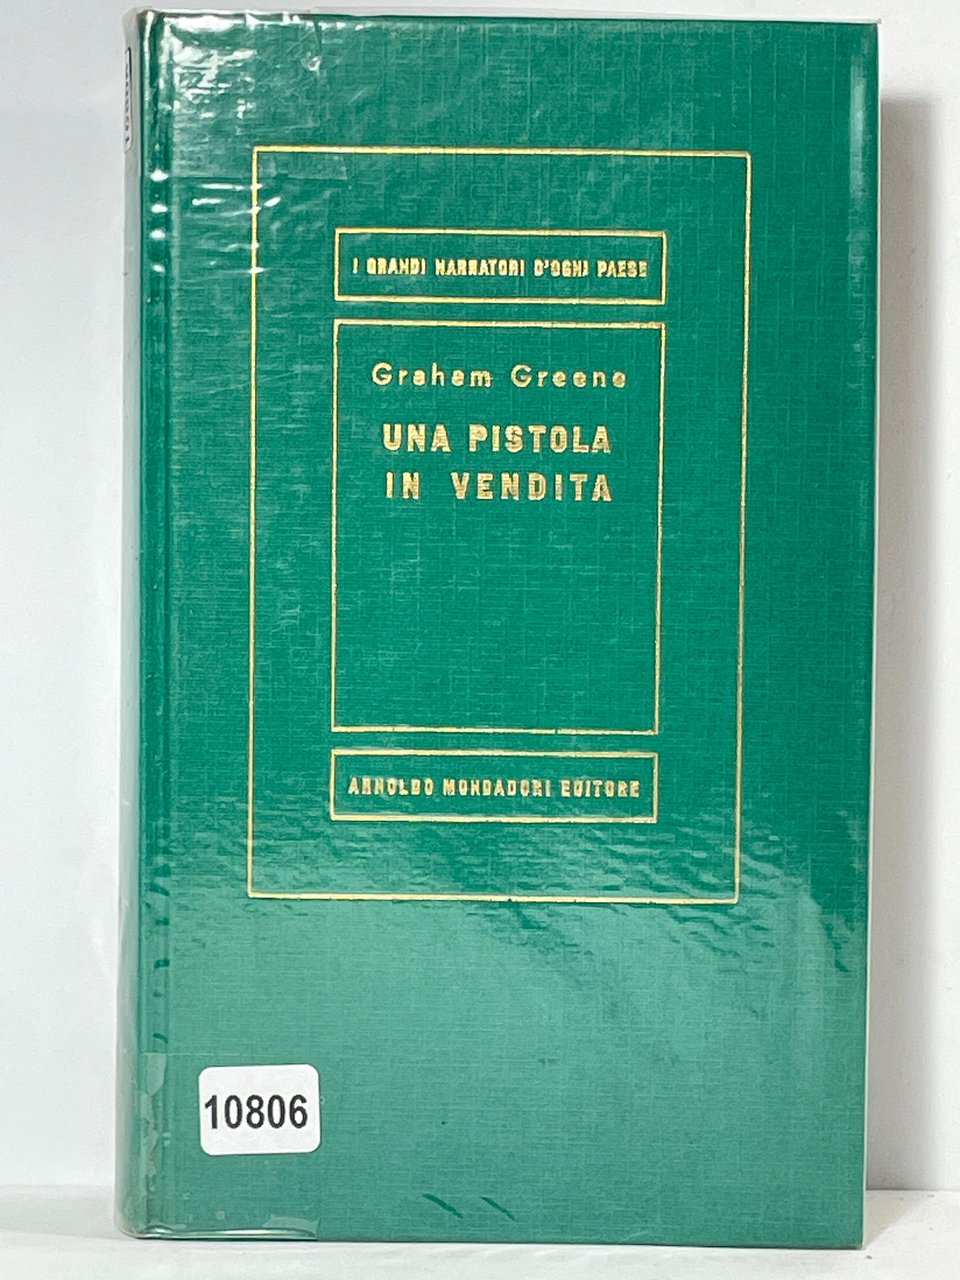 I GRANDI NARRATORI D'OGNI PAESE
Graham Greene
UNA PISTOLA
IN VENDITA
ARNOLDO MONDADORI EDITORE
10806